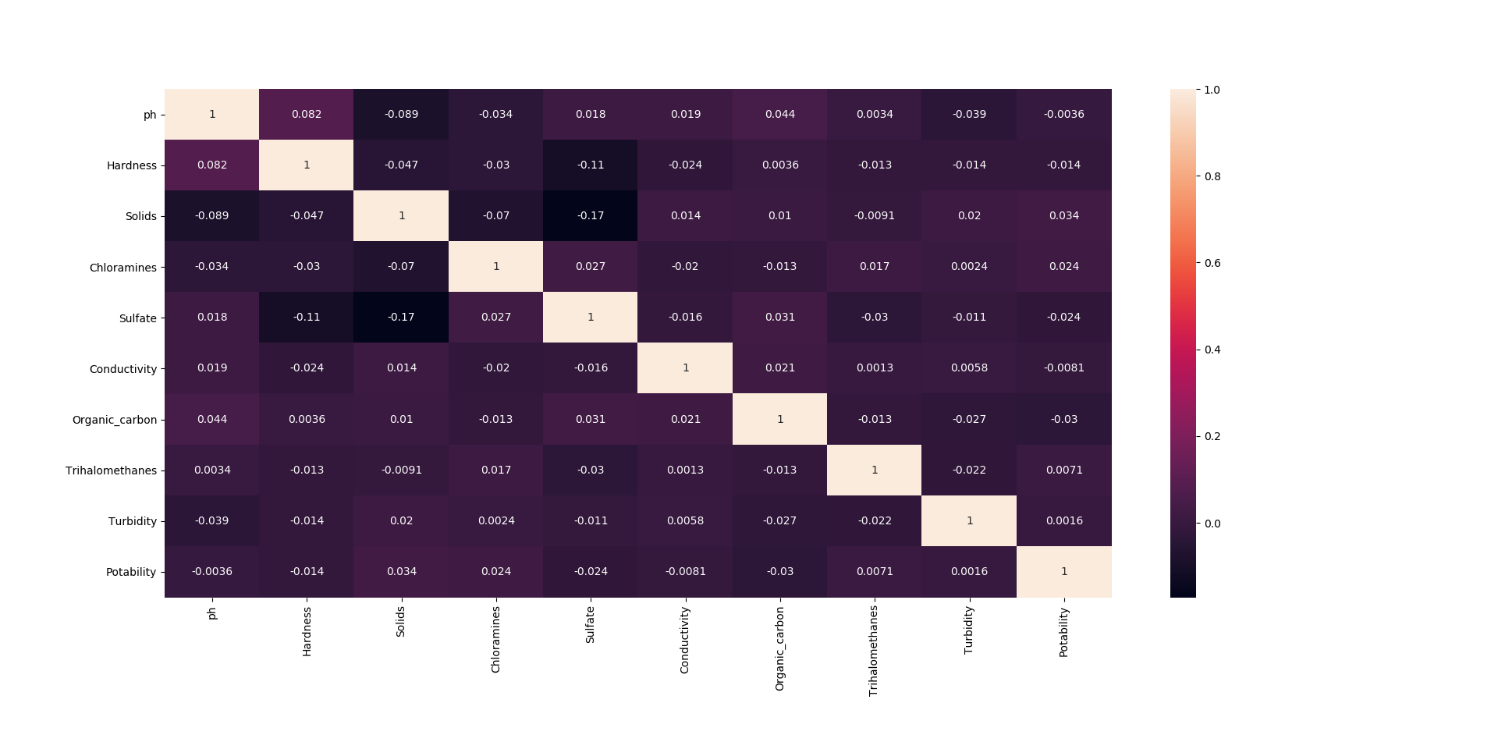 ph 1 0.082 -0.089 -0.034 0.018 0.019 0.044 0.0034 -0.039 -0.0036
Hardness 0.082 1 -0.047 -0.03 -0.11 -0.024 0.0036 -0.013 -0.014 -0.014
Solids -0.089 -0.047 1 -0.07 -0.17 0.014 0.01 -0.0091 0.02 0.034
Chloramines -0.034 -0.03 -0.07 1 0.027 -0.02 -0.013 0.017 0.0024 0.024
Sulfate 0.018 -0.11 -0.17 0.027 1 -0.016 0.031 -0.03 -0.011 -0.024
Conductivity 0.019 -0.024 0.014 -0.02 -0.016 1 0.021 0.0013 0.0058 -0.0081
Organic_carbon 0.044 0.0036 0.01 -0.013 0.031 0.021 1 -0.013 -0.027 -0.03
Trihalomethanes 0.0034 -0.013 -0.0091 0.017 -0.03 0.0013 -0.013 1 -0.022 0.0071
Turbidity -0.039 -0.014 0.02 0.0024 -0.011 0.0058 -0.027 -0.022 1 0.0016
Potability -0.0036 -0.014 0.034 0.024 -0.024 -0.0081 -0.03 0.0071 0.0016 1
ph
Hardness
Solids
Chloramines
Sulfate
Conductivity
Organic_carbon
Trihalomethanes
Turbidity
Potability
1.0
0.8
0.6
0.4
0.2
0.0